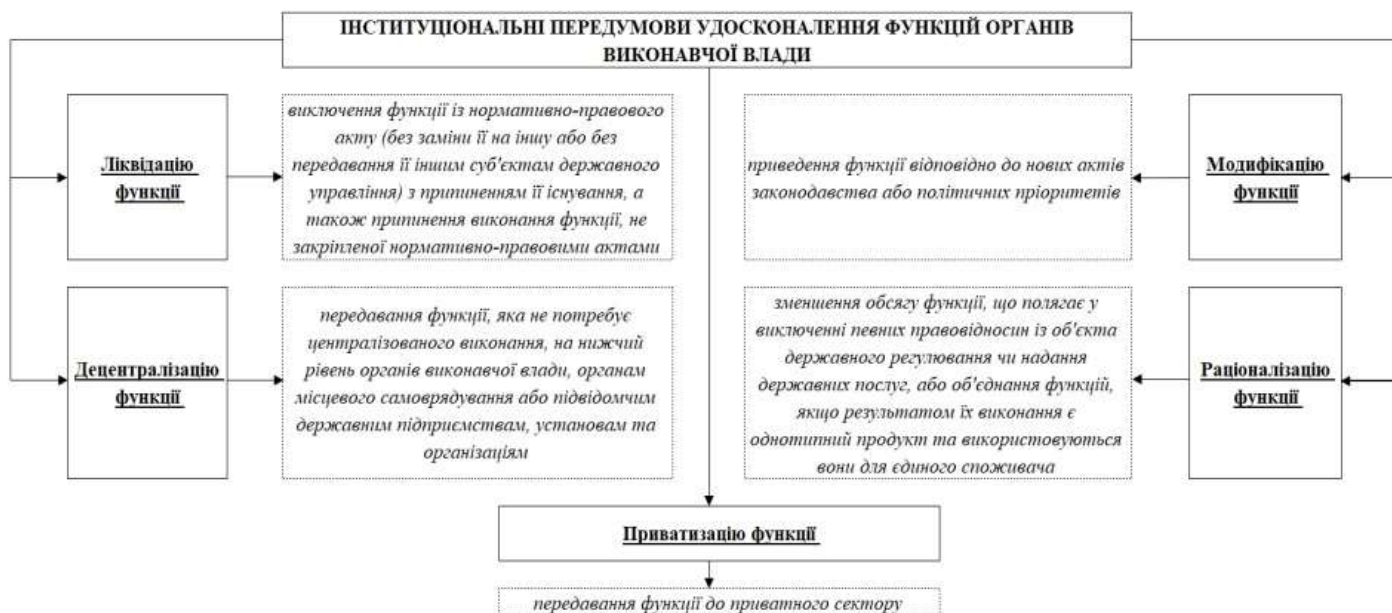 ІНСТИТУЦІОНАЛЬНІ ПЕРЕДУМОВИ УДОСКОНАЛЕННЯ ФУНКЦІЙ ОРГАНІВ
ВИКОНАВЧОЇ ВЛАДИ
Ліквідацію
функції
виключення функції із нормативно-правового
акту (без заміни її на іншу або без
передавання її іншим суб'єктам державного
управління) з припиненням її існування, а
також припинення виконання функції, не
закріпленої нормативно-правовими актами
приведення функції відповідно до нових актів
законодавства або політичних пріоритетів
Модифікацію
функції
Децентралізацію
функції
передавання функції, яка не потребує
централізованого виконання, на нижчий
рівень органів виконавчої влади, органам
місцевого самоврядування або підвідомчим
державним підприємствам, установам та
організаціям
зменшення обсягу функції, що полягає у
виключенні певних правовідносин із об'єкта
державного регулювання чи надання
державних послуг, або об'єднання функцій,
якщо результатом їх виконання є
однотипний продукт та використовуються
вони для єдиного споживача
Раціоналізацію
функції
Приватизацію функції
передавання функції до приватного сектору